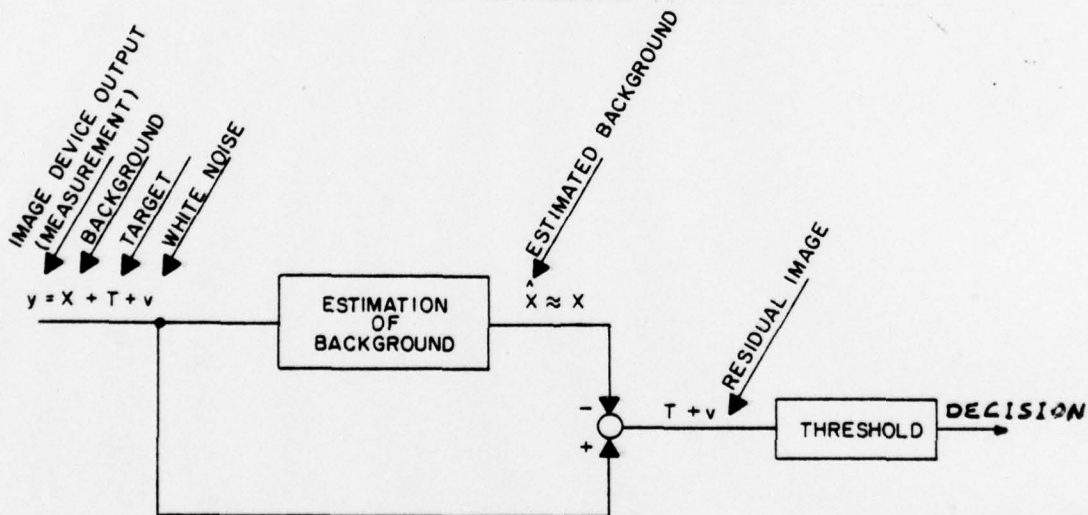 IMAGE DEVICE OUTPUT
(MEASUREMENT)
BACKGROUND
TARGET
WHITE NOISE
y = X + T + v
ESTIMATION
OF
BACKGROUND
ESTIMATED BACKGROUND
X̂ ≈ X
-
+
T + v
RESIDUAL IMAGE
THRESHOLD
DECISION